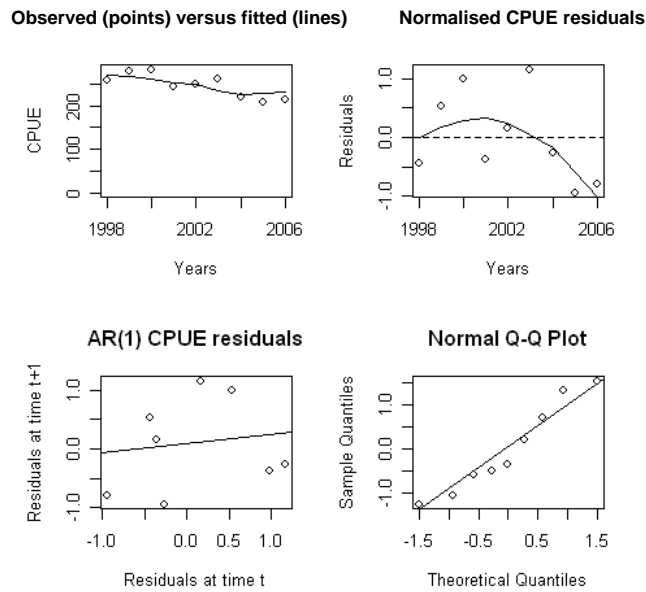 Observed (points) versus fitted (lines)
CPUE
0 100 200
1998 2002 2006
Years
Normalised CPUE residuals
Residuals
-1.0 0.0 1.0
1998 2002 2006
Years
AR(1) CPUE residuals
Residuals at time t+1
-1.0 0.0 1.0
-1.0 0.0 0.5 1.0
Residuals at time t
Normal Q-Q Plot
Sample Quantiles
-1.0 0.0 1.0
-1.5 -0.5 0.5 1.5
Theoretical Quantiles